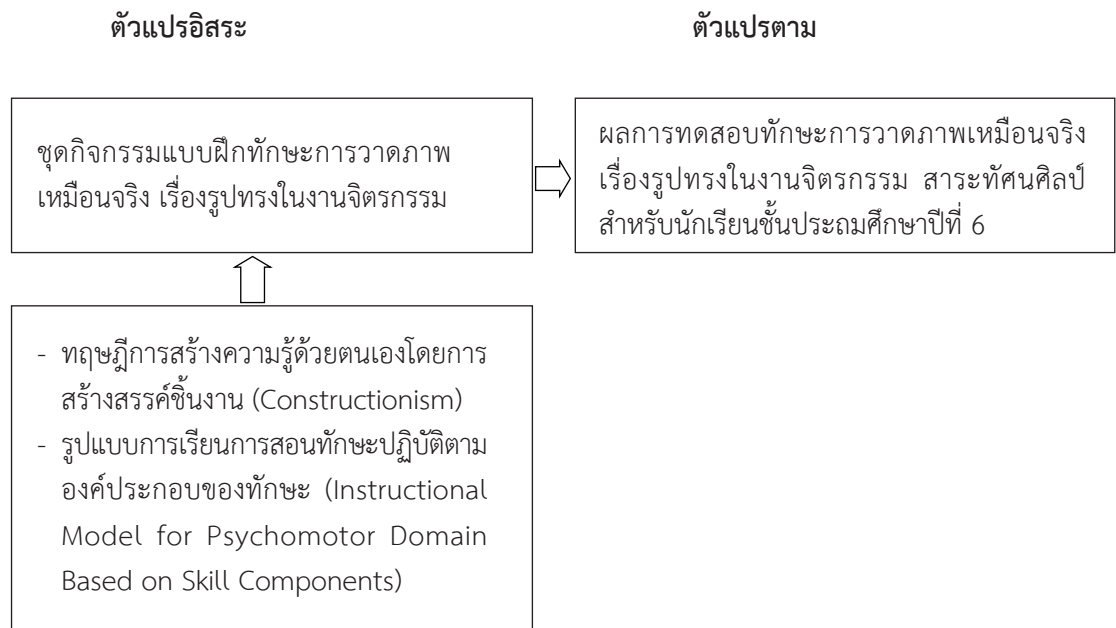 ตัวแปรอิสระ
ตัวแปรตาม
ชุดกิจกรรมแบบฝึกทักษะการวาดภาพ
เหมือนจริง เรื่องรูปทรงในงานจิตรกรรม
ผลการทดสอบทักษะการวาดภาพเหมือนจริง
เรื่องรูปทรงในงานจิตรกรรม สาระทัศนศิลป์
สำหรับนักเรียนชั้นประถมศึกษาปีที่ 6
- ทฤษฎีการสร้างความรู้ด้วยตนเองโดยการ
สร้างสรรค์ชิ้นงาน (Constructionism)
- รูปแบบการเรียนการสอนทักษะปฏิบัติตาม
องค์ประกอบของทักษะ (Instructional
Model for Psychomotor Domain
Based on Skill Components)